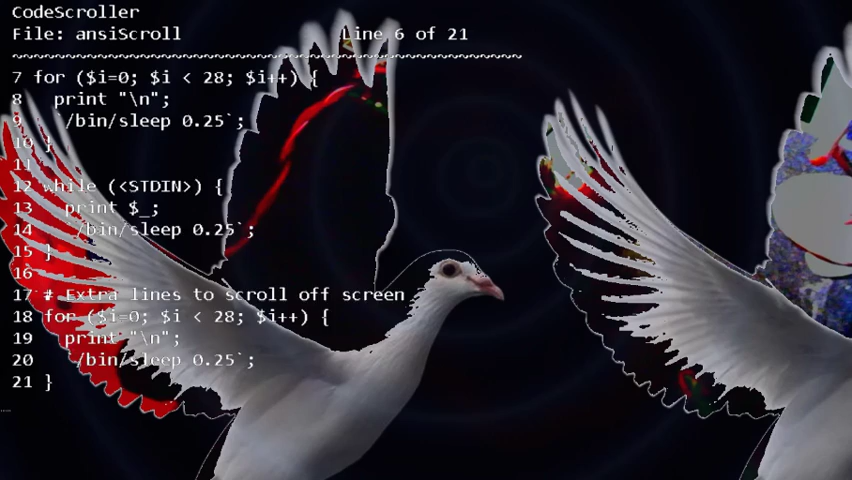 CodeScroller
File: ansiScroll Line 6 of 21
~~~~~~~~~~~~~~~~~~~~~~~~~~~~~~~~~~~~~~~~~~~~~~~~
7 for ($i=0; $i < 28; $i++) {
8 print "\n";
9 `/bin/sleep 0.25`;
10 }
11
12 while (<STDIN>) {
13 print $_;
14 `/bin/sleep 0.25`;
15 }
16
17 # Extra lines to scroll off screen
18 for ($i=0; $i < 28; $i++) {
19 print "\n";
20 `/bin/sleep 0.25`;
21 }